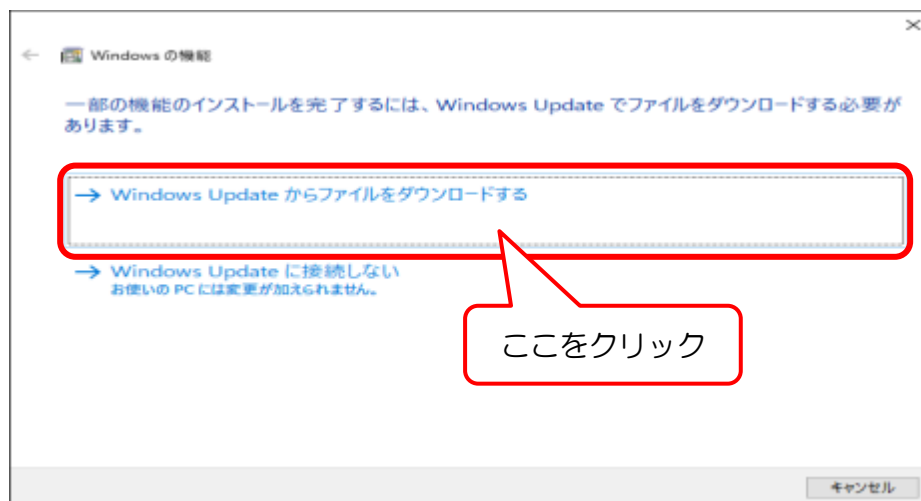 Windows の機能
一部の機能のインストールを完了するには、Windows Update でファイルをダウンロードする必要が
あります。
→ Windows Update からファイルをダウンロードする
→ Windows Update に接続しない
お使いの PC には変更が加えられません。
ここをクリック
キャンセル